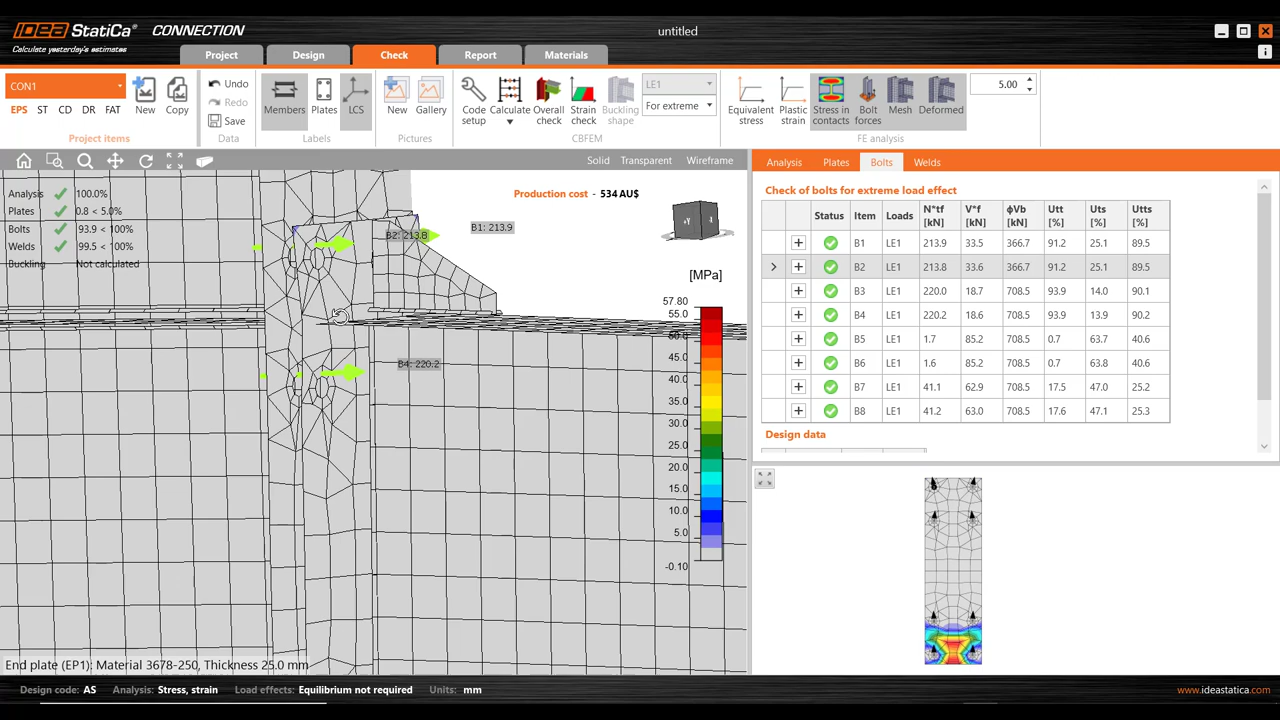 IDEA StatiCa® CONNECTION
Calculate yesterday's estimates
untitled
Project Design Check Report Materials
CON1
EPS ST CD DR FAT
New Copy
Project items
Undo
Redo
Save
Data
Members Plates LCS
Labels
New Gallery
Pictures
Code setup
Calculate
Overall check
Strain check
Buckling shape
LE1
For extreme
CBFEM
Equivalent stress
Plastic strain
Stress in contacts
Bolt forces
Mesh
Deformed
5.00
FE analysis
Solid Transparent Wireframe
Analysis 100.0%
Plates 0.8 < 5.0%
Bolts 93.9 < 100%
Welds 99.5 < 100%
Buckling Not calculated
Production cost - 534 AU$
B2: 213.8
B1: 213.9
B4: 220.2
[MPa]
57.80
55.0
50.0
45.0
40.0
35.0
30.0
25.0
20.0
15.0
10.0
5.0
-0.10
End plate (EP1): Material 3678-250, Thickness 25.0 mm
Analysis Plates Bolts Welds
Check of bolts for extreme load effect
Status Item Loads N*tf [kN] V*f [kN] ϕVb [kN] Utt [%] Uts [%] Utts [%]
B1 LE1 213.9 33.5 366.7 91.2 25.1 89.5
B2 LE1 213.8 33.6 366.7 91.2 25.1 89.5
B3 LE1 220.0 18.7 708.5 93.9 14.0 90.1
B4 LE1 220.2 18.6 708.5 93.9 13.9 90.2
B5 LE1 1.7 85.2 708.5 0.7 63.7 40.6
B6 LE1 1.6 85.2 708.5 0.7 63.8 40.6
B7 LE1 41.1 62.9 708.5 17.5 47.0 25.2
B8 LE1 41.2 63.0 708.5 17.6 47.1 25.3
Design data
Design code: AS Analysis: Stress, strain Load effects: Equilibrium not required Units: mm
www.ideastatica.com